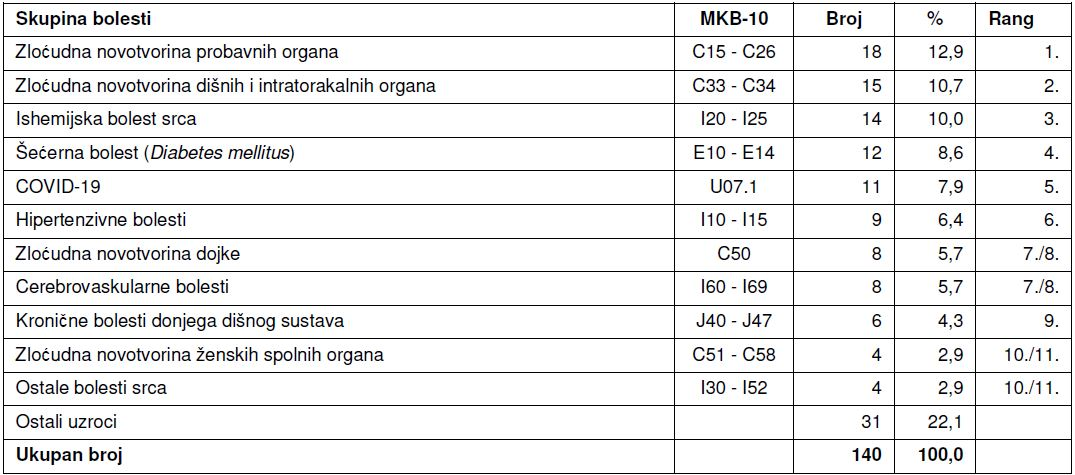 Skupina bolesti MKB-10 Broj % Rang
Zloćudna novotvorina probavnih organa C15 - C26 18 12,9 1.
Zloćudna novotvorina dišnih i intratorakalnih organa C33 - C34 15 10,7 2.
Ishemijska bolest srca I20 - I25 14 10,0 3.
Šećerna bolest (Diabetes mellitus) E10 - E14 12 8,6 4.
COVID-19 U07.1 11 7,9 5.
Hipertenzivne bolesti I10 - I15 9 6,4 6.
Zloćudna novotvorina dojke C50 8 5,7 7./8.
Cerebrovaskularne bolesti I60 - I69 8 5,7 7./8.
Kronične bolesti donjega dišnog sustava J40 - J47 6 4,3 9.
Zloćudna novotvorina ženskih spolnih organa C51 - C58 4 2,9 10./11.
Ostale bolesti srca I30 - I52 4 2,9 10./11.
Ostali uzroci 31 22,1
Ukupan broj 140 100,0